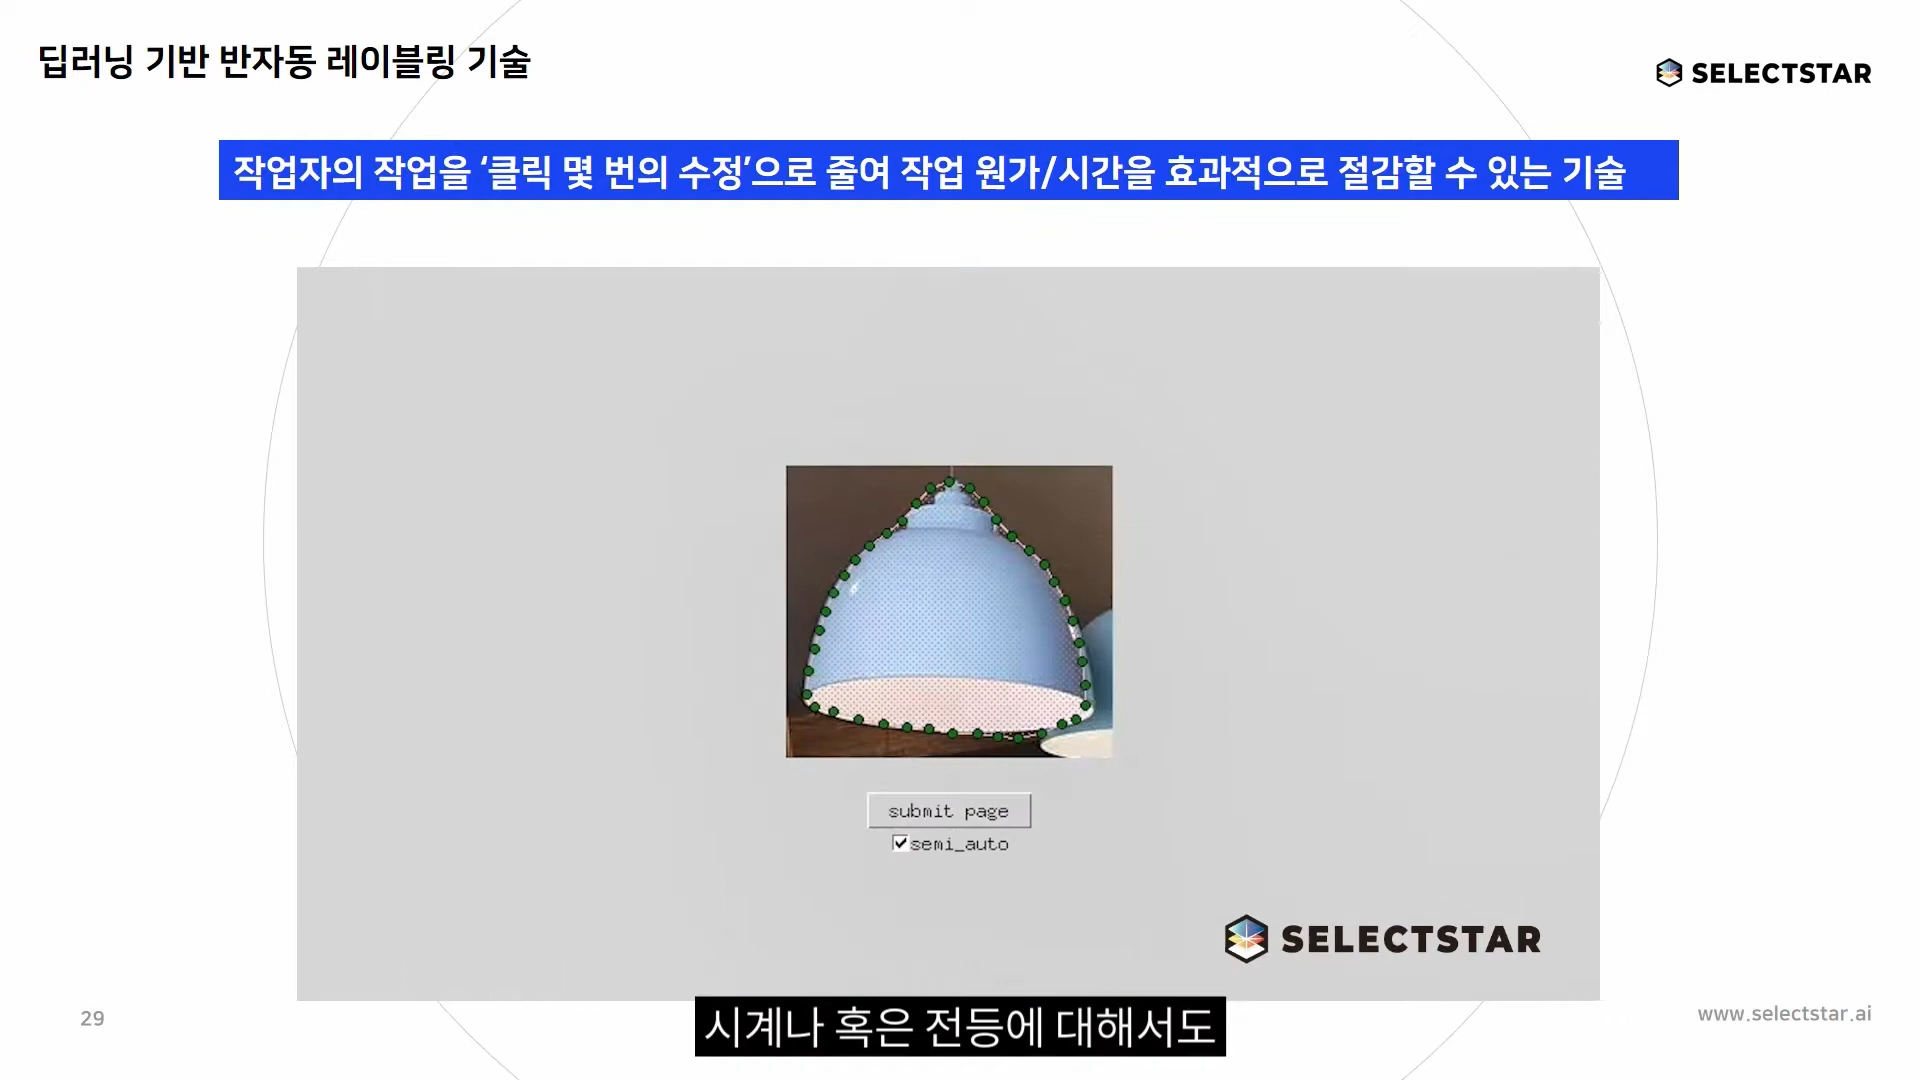 딥러닝 기반 반자동 레이블링 기술
SELECTSTAR
작업자의 작업을 ‘클릭 몇 번의 수정’으로 줄여 작업 원가/시간을 효과적으로 절감할 수 있는 기술
submit page
semi_auto
SELECTSTAR
29
www.selectstar.ai
시계나 혹은 전등에 대해서도